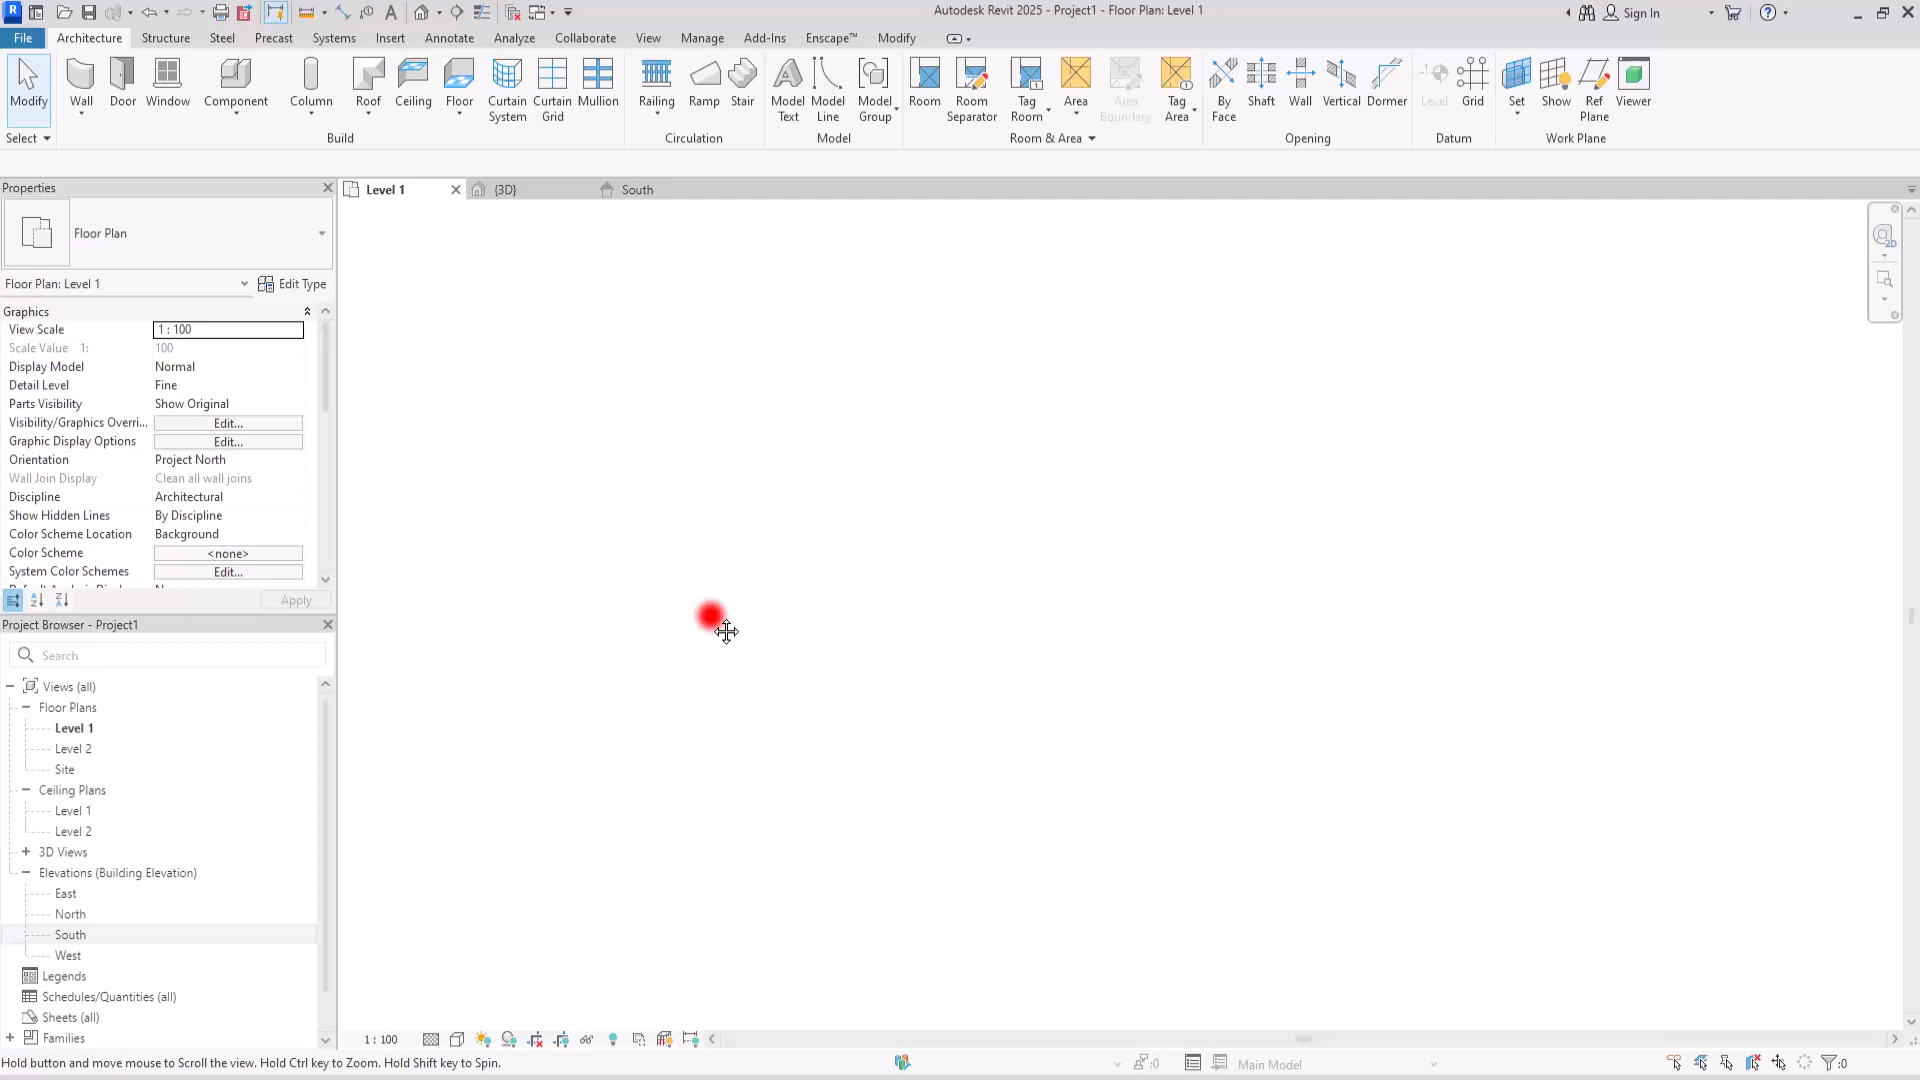 Autodesk Revit 2025 - Project1 - Floor Plan: Level 1
Sign In
File Architecture Structure Steel Precast Systems Insert Annotate Analyze Collaborate View Manage Add-Ins Enscape™ Modify
Modify Wall Door Window Component Column Roof Ceiling Floor Curtain System Curtain Grid Mullion Railing Ramp Stair Model Text Model Line Model Group Room Room Separator Tag Room Area Area Boundary Tag Area By Face Shaft Wall Vertical Dormer Level Grid Set Show Ref Plane Viewer
Select Build Circulation Model Room & Area Opening Datum Work Plane
Properties
Level 1 {3D} South
Floor Plan
Floor Plan: Level 1 Edit Type
Graphics
View Scale 1 : 100
Scale Value 1: 100
Display Model Normal
Detail Level Fine
Parts Visibility Show Original
Visibility/Graphics Overri... Edit...
Graphic Display Options Edit...
Orientation Project North
Wall Join Display Clean all wall joins
Discipline Architectural
Show Hidden Lines By Discipline
Color Scheme Location Background
Color Scheme <none>
System Color Schemes Edit...
Apply
Project Browser - Project1
Search
Views (all)
Floor Plans
Level 1
Level 2
Site
Ceiling Plans
Level 1
Level 2
3D Views
Elevations (Building Elevation)
East
North
South
West
Legends
Schedules/Quantities (all)
Sheets (all)
Families
1 : 100
Hold button and move mouse to Scroll the view. Hold Ctrl key to Zoom. Hold Shift key to Spin.
:0 Main Model :0